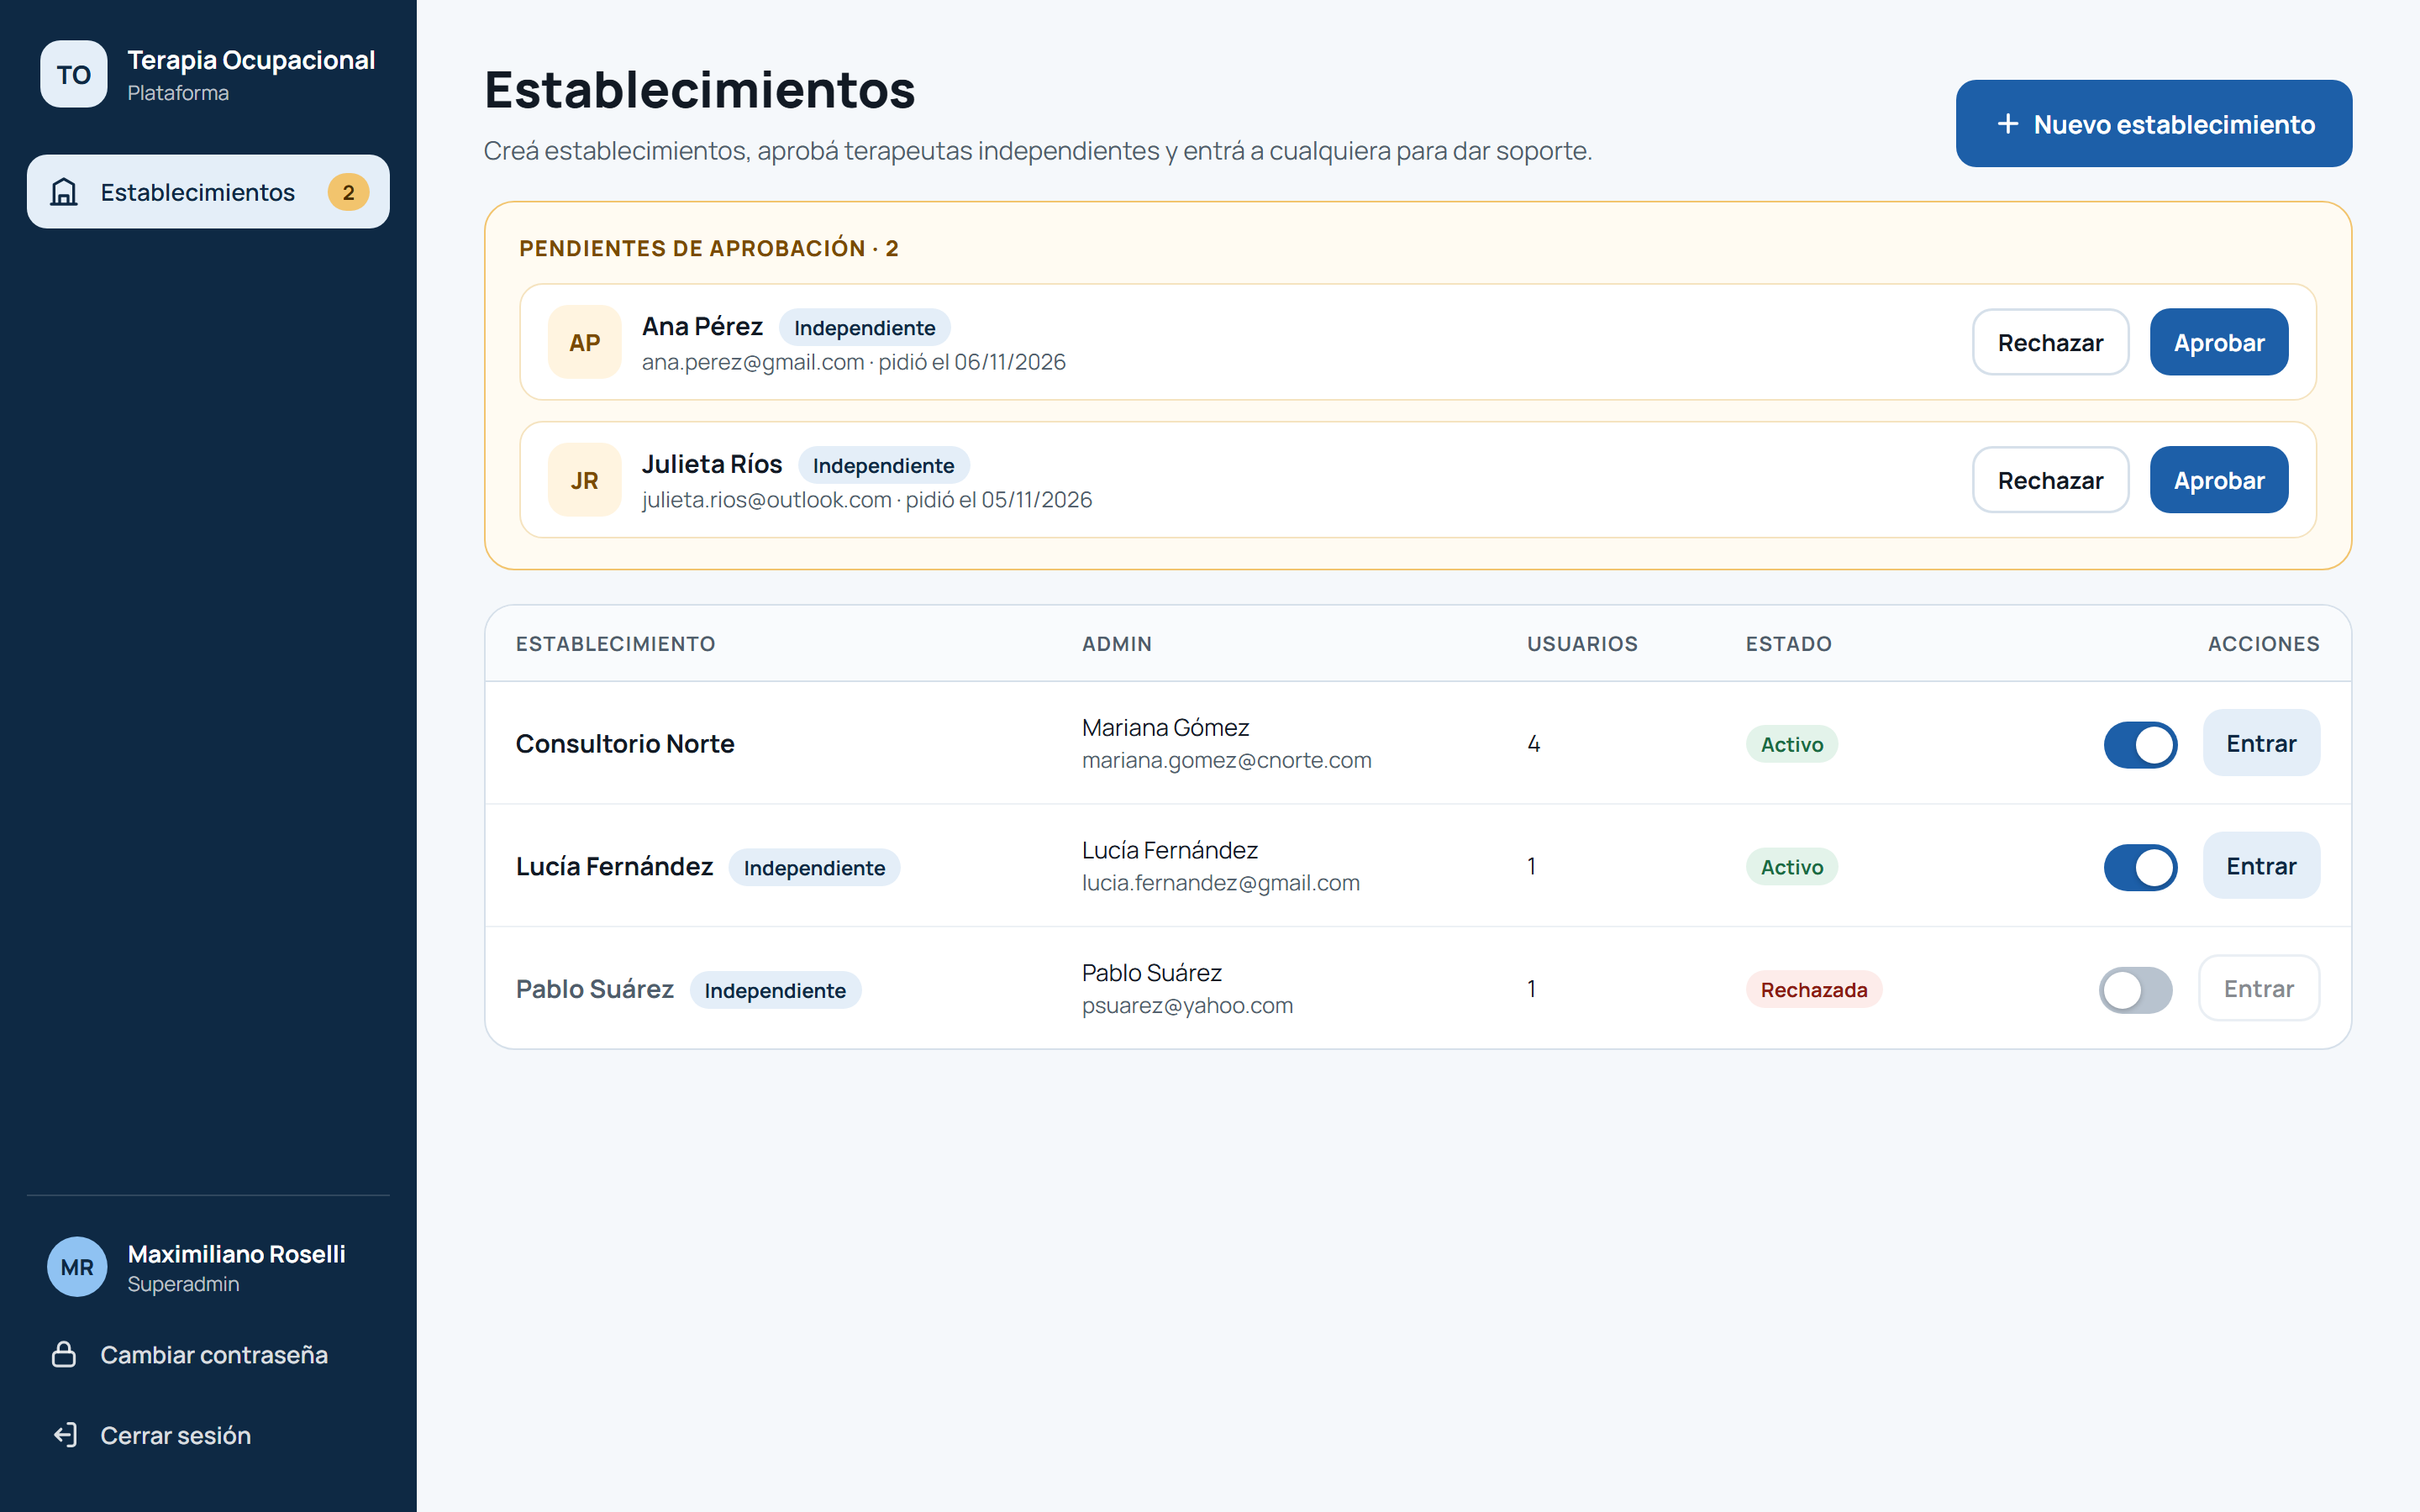 TO
Terapia Ocupacional
Plataforma
Establecimientos 2
Maximiliano Roselli
MR
Superadmin
Cambiar contraseña
Cerrar sesión
Establecimientos
Creá establecimientos, aprobá terapeutas independientes y entrá a cualquiera para dar soporte.
+ Nuevo establecimiento
PENDIENTES DE APROBACIÓN · 2
AP
Ana Pérez Independiente
ana.perez@gmail.com · pidió el 06/11/2026
Rechazar Aprobar
JR
Julieta Ríos Independiente
julieta.rios@outlook.com · pidió el 05/11/2026
Rechazar Aprobar
ESTABLECIMIENTO ADMIN USUARIOS ESTADO ACCIONES
Consultorio Norte
Mariana Gómez
mariana.gomez@cnorte.com
4 Activo Entrar
Lucía Fernández Independiente
Lucía Fernández
lucia.fernandez@gmail.com
1 Activo Entrar
Pablo Suárez Independiente
Pablo Suárez
psuarez@yahoo.com
1 Rechazada Entrar